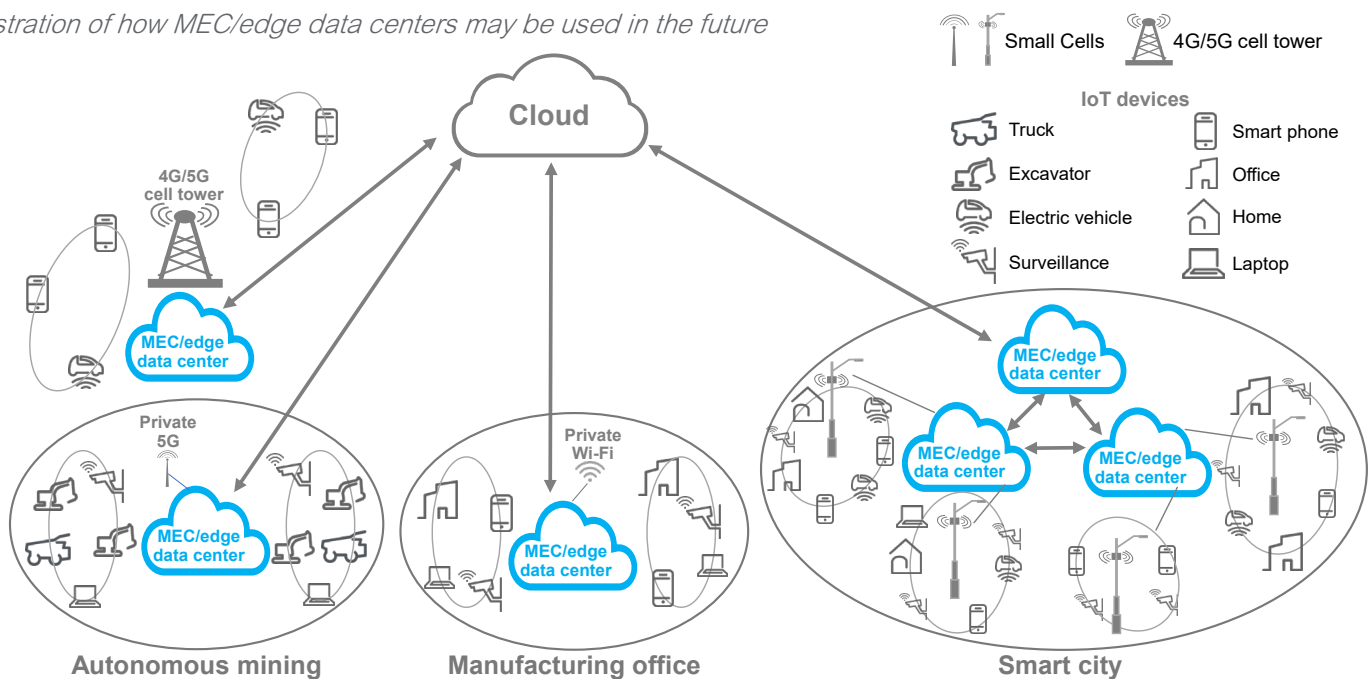 of how MEC/edge data centers may be used in the future
Small Cells
4G/5G cell tower
IoT devices
Truck
Smart phone
Excavator
Office
Electric vehicle
Home
Surveillance
Laptop
Cloud
4G/5G
cell tower
MEC/edge
data center
Private
5G
MEC/edge
data center
Autonomous mining
Private
Wi-Fi
MEC/edge
data center
Manufacturing office
MEC/edge
data center
MEC/edge
data center
MEC/edge
data center
Smart city